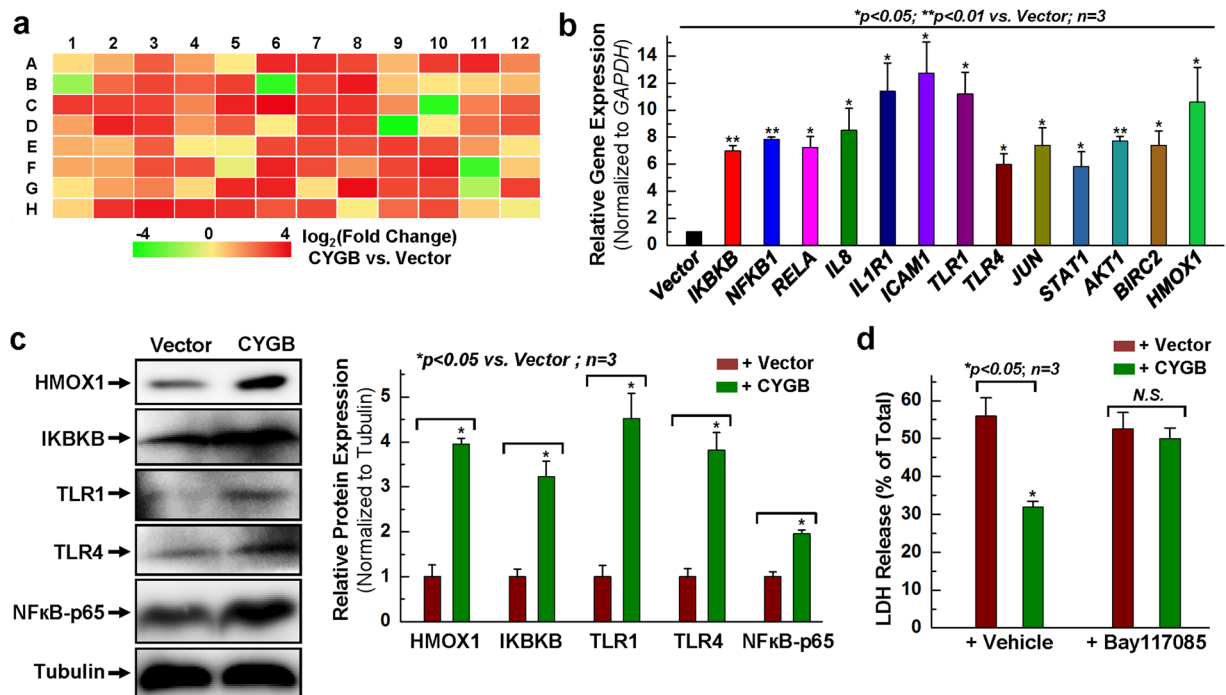 a
1 2 3 4 5 6 7 8 9 10 11 12
A
B
C
D
E
F
G
H
-4 0 4
log2(Fold Change)
CYGB vs. Vector
b
*p<0.05; **p<0.01 vs. Vector; n=3
Relative Gene Expression
(Normalized to GAPDH)
14
12
10
8
6
4
2
0
** ** * * * * * * * * ** * *
Vector IKBKB NFKB1 RELA IL8 IL1R1 ICAM1 TLR1 TLR4 JUN STAT1 AKT1 BIRC2 HMOX1
c
Vector CYGB
HMOX1
IKBKB
TLR1
TLR4
NFκB-p65
Tubulin
*p<0.05 vs. Vector ; n=3
+ Vector
+ CYGB
Relative Protein Expression
(Normalized to Tubulin)
5
4
3
2
1
0
* * * * *
HMOX1 IKBKB TLR1 TLR4 NFκB-p65
d
+ Vector
+ CYGB
*p<0.05; n=3
N.S.
LDH Release (% of Total)
60
50
40
30
20
10
0
*
+ Vehicle + Bay117085